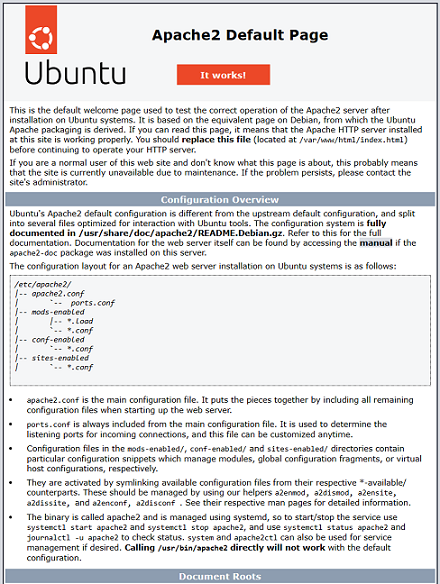 Apache2 Default Page
Ubuntu
It works!
This is the default welcome page used to test the correct operation of the Apache2 server after
installation on Ubuntu systems. It is based on the equivalent page on Debian, from which the Ubuntu
Apache packaging is derived. If you can read this page, it means that the Apache HTTP server installed
at this site is working properly. You should replace this file (located at /var/www/html/index.html)
before continuing to operate your HTTP server.
If you are a normal user of this web site and don't know what this page is about, this probably means
that the site is currently unavailable due to maintenance. If the problem persists, please contact the
site's administrator.
Configuration Overview
Ubuntu's Apache2 default configuration is different from the upstream default configuration, and split
into several files optimized for interaction with Ubuntu tools. The configuration system is fully
documented in /usr/share/doc/apache2/README.Debian.gz. Refer to this for the full
documentation. Documentation for the web server itself can be found by accessing the manual if the
apache2-doc package was installed on this server.
The configuration layout for an Apache2 web server installation on Ubuntu systems is as follows:
/etc/apache2/
|-- apache2.conf
|       `--  ports.conf
|-- mods-enabled
|       |-- *.load
|       `-- *.conf
|-- conf-enabled
|       `-- *.conf
|-- sites-enabled
|       `-- *.conf
• apache2.conf is the main configuration file. It puts the pieces together by including all remaining
configuration files when starting up the web server.
• ports.conf is always included from the main configuration file. It is used to determine the
listening ports for incoming connections, and this file can be customized anytime.
• Configuration files in the mods-enabled/, conf-enabled/ and sites-enabled/ directories contain
particular configuration snippets which manage modules, global configuration fragments, or virtual
host configurations, respectively.
• They are activated by symlinking available configuration files from their respective *-available/
counterparts. These should be managed by using our helpers a2enmod, a2dismod, a2ensite,
a2dissite, and a2enconf, a2disconf . See their respective man pages for detailed information.
• The binary is called apache2 and is managed using systemd, so to start/stop the service use
systemctl start apache2 and systemctl stop apache2, and use systemctl status apache2 and
journalctl -u apache2 to check status. system and apache2ctl can also be used for service
management if desired. Calling /usr/bin/apache2 directly will not work with the default
configuration.
Document Roots